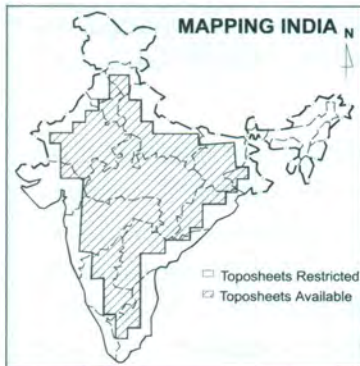 MAPPING INDIA
N
Toposheets Restricted
Toposheets Available